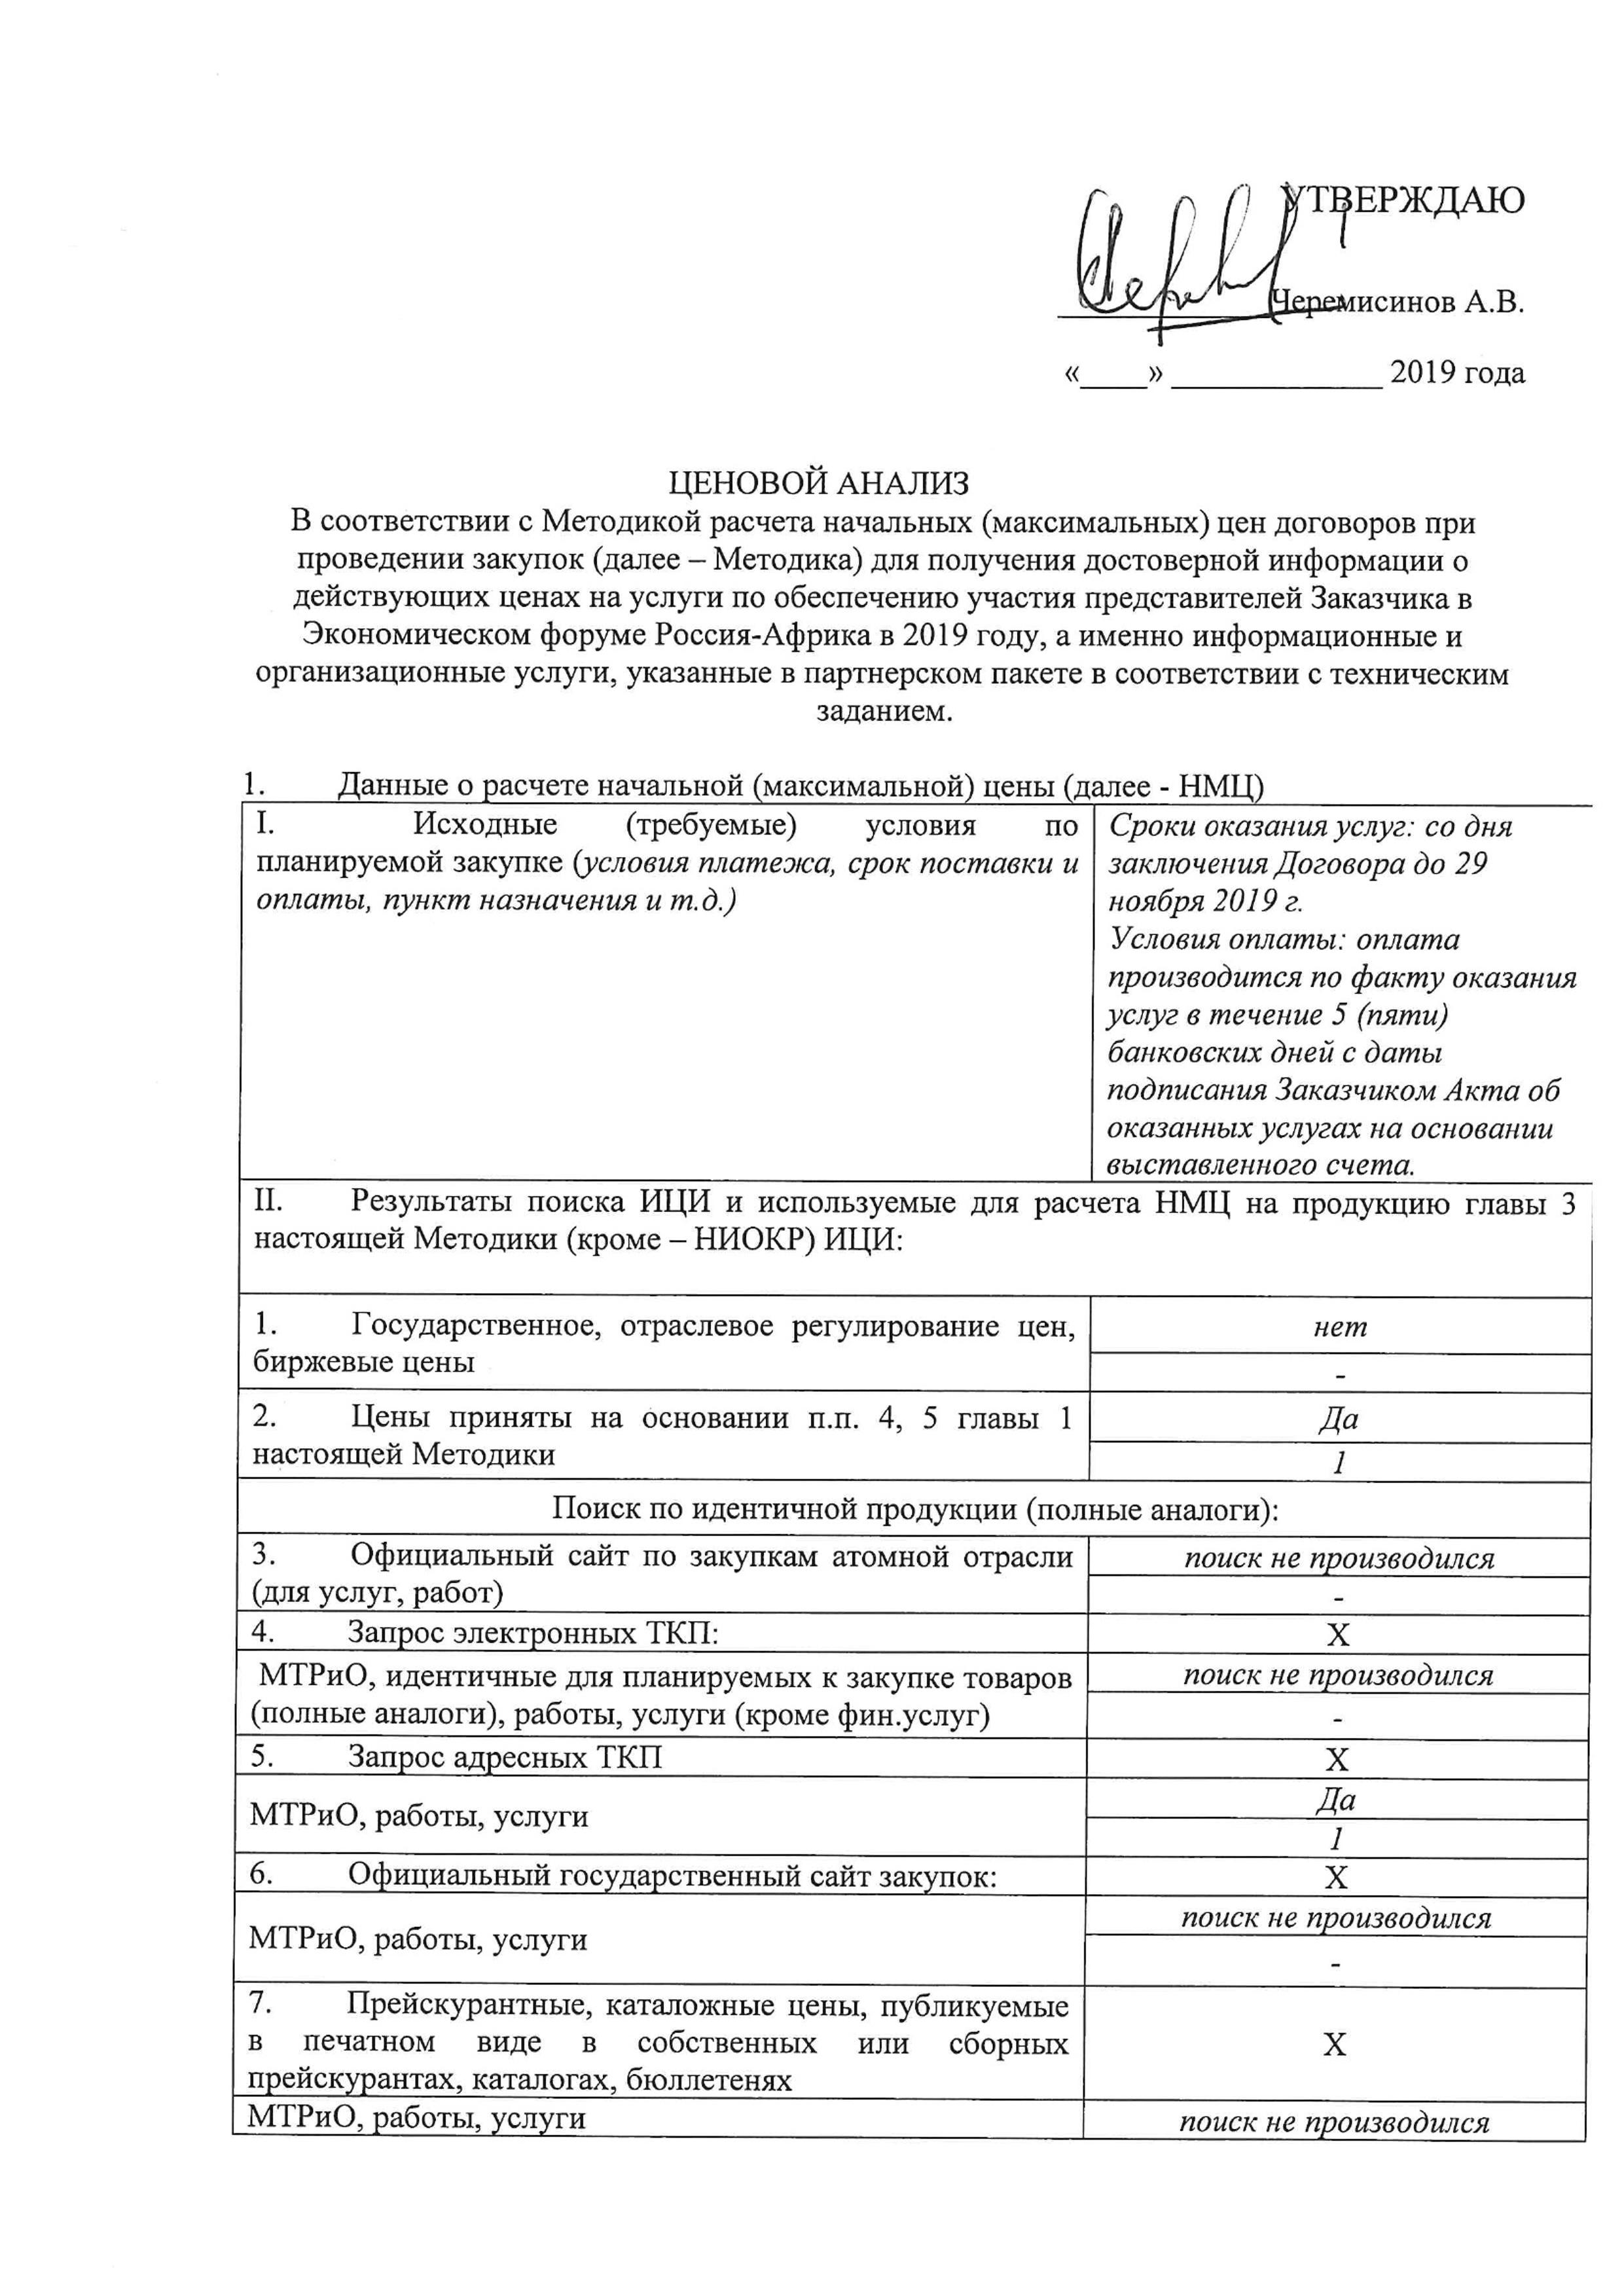 УТВЕРЖДАЮ
Черемисинов А.В.
«____» _____________ 2019 года
ЦЕНОВОЙ АНАЛИЗ
В соответствии с Методикой расчета начальных (максимальных) цен договоров при
проведении закупок (далее – Методика) для получения достоверной информации о
действующих ценах на услуги по обеспечению участия представителей Заказчика в
Экономическом форуме Россия-Африка в 2019 году, а именно информационные и
организационные услуги, указанные в партнерском пакете в соответствии с техническим
заданием.
1. Данные о расчете начальной (максимальной) цены (далее - НМЦ)
I. Исходные (требуемые) условия по
планируемой закупке (условия платежа, срок поставки и
оплаты, пункт назначения и т.д.)
Сроки оказания услуг: со дня
заключения Договора до 29
ноября 2019 г.
Условия оплаты: оплата
производится по факту оказания
услуг в течение 5 (пяти)
банковских дней с даты
подписания Заказчиком Акта об
оказанных услугах на основании
выставленного счета.
II. Результаты поиска ИЦИ и используемые для расчета НМЦ на продукцию главы 3
настоящей Методики (кроме – НИОКР) ИЦИ:
1. Государственное, отраслевое регулирование цен,
биржевые цены
нет
-
2. Цены приняты на основании п.п. 4, 5 главы 1
настоящей Методики
Да
1
Поиск по идентичной продукции (полные аналоги):
3. Официальный сайт по закупкам атомной отрасли
(для услуг, работ)
поиск не производился
-
4. Запрос электронных ТКП:
X
МТРиО, идентичные для планируемых к закупке товаров
(полные аналоги), работы, услуги (кроме фин.услуг)
поиск не производился
-
5. Запрос адресных ТКП
X
МТРиО, работы, услуги
Да
1
6. Официальный государственный сайт закупок:
X
МТРиО, работы, услуги
поиск не производился
-
7. Прейскурантные, каталожные цены, публикуемые
в печатном виде в собственных или сборных
прейскурантах, каталогах, бюллетенях
X
МТРиО, работы, услуги
поиск не производился